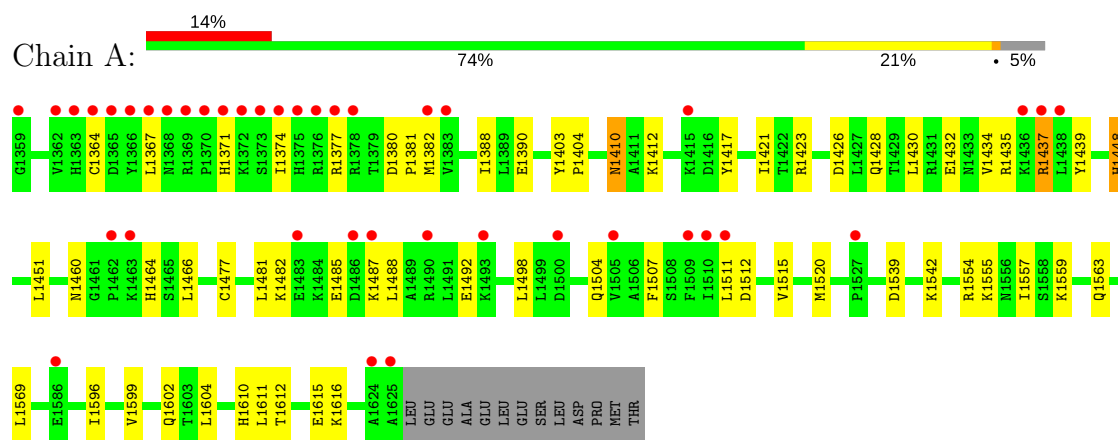 14%
Chain A:
74% 21% • 5%
G1359 V1362 H1363 C1364 D1365 Y1366 L1367 N1368 R1369 P1370 H1371 K1372 S1373 I1374 H1375 R1376 R1377 R1378 T1379 D1380 P1381 M1382 V1383 I1388 L1389 E1390 Y1403 P1404 N1410 A1411 K1412 K1415 D1416 Y1417 I1421 T1422 R1423 D1426 L1427 Q1428 T1429 L1430 R1431 E1432 N1433 V1434 R1435 K1436 R1437 L1438 Y1439 H1448
L1451 N1460 G1461 P1462 K1463 H1464 S1465 L1466 C1477 L1481 K1482 E1483 K1484 E1485 D1486 K1487 L1488 A1489 R1490 L1491 E1492 K1493 L1498 L1499 D1500 Q1504 V1505 A1506 F1507 S1508 F1509 I1510 L1511 D1512 V1515 M1520 P1527 D1539 K1542 R1554 K1555 N1556 I1557 S1558 K1559 Q1563
L1569 E1586 I1596 V1599 Q1602 T1603 L1604 H1610 L1611 T1612 E1615 K1616 A1624 A1625 LEU GLU GLU ALA GLU LEU GLU SER LEU ASP PRO MET THR